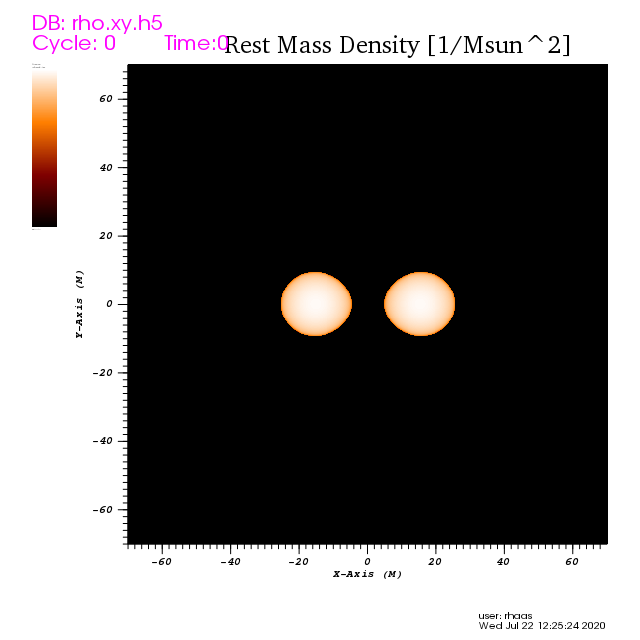 DB: rho.xy.h5
Cycle: 0 Time:0
Rest Mass Density [1/Msun^2]
60
40
20
0
-20
-40
-60
Y-Axis (M)
-60 -40 -20 0 20 40 60
X-Axis (M)
user: rhaas
Wed Jul 22 12:25:24 2020